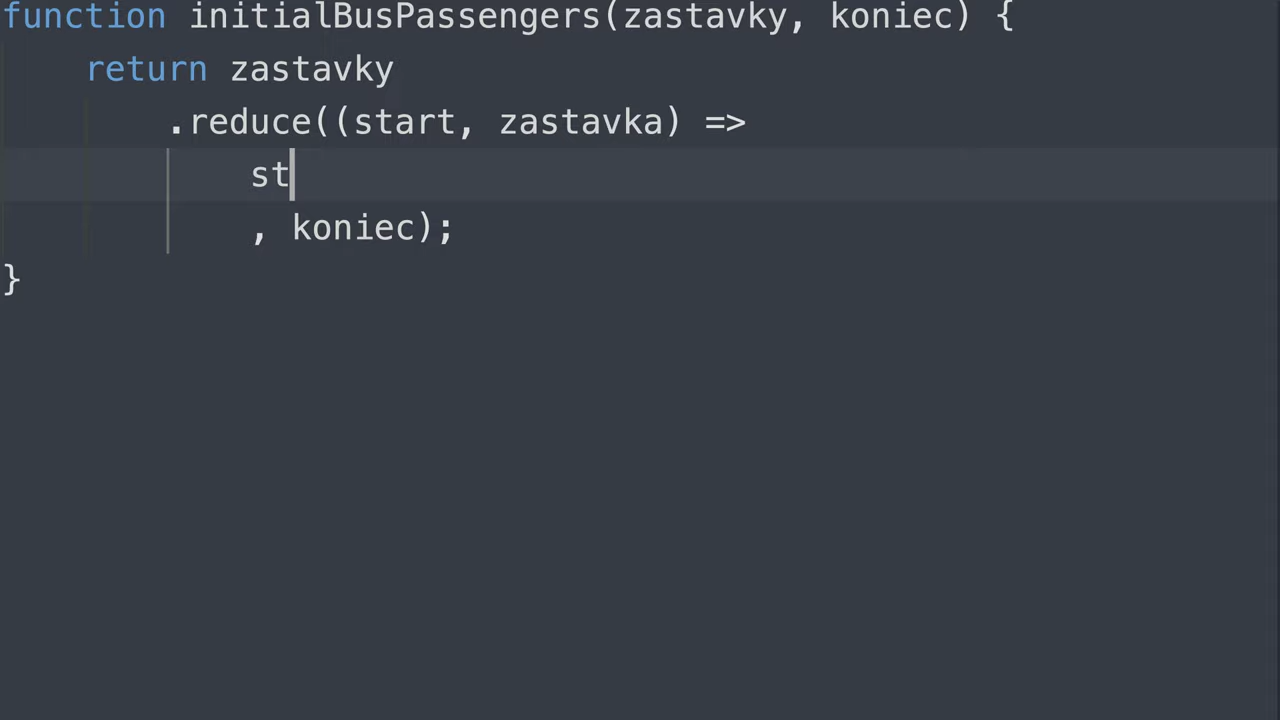 function initialBusPassengers(zastavky, koniec) {
    return zastavky
        .reduce((start, zastavka) =>
            st
            , koniec);
}